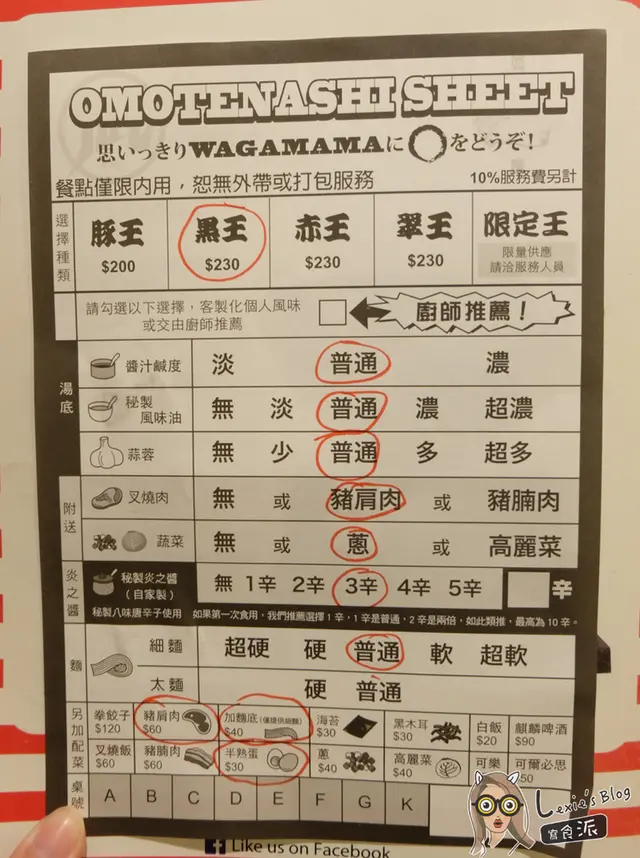 OMOTENASHI SHEET
思いっきりWAGAMAMAに〇をどうぞ!
餐點僅限內用,恕無外帶或打包服務 10%服務費另計
選擇種類 豚王 黑王 赤王 翠王 限定王
$200 $230 $230 $230 限量供應
請洽服務人員
請勾選以下選擇,客製化個人風味
或交由廚師推薦 廚師推薦!
湯底
醬汁鹹度 淡 普通 濃
秘製風味油 無 淡 普通 濃 超濃
蒜蓉 無 少 普通 多 超多
附送
叉燒肉 無 或 豬肩肉 或 豬腩肉
蔬菜 無 或 蔥 或 高麗菜
炎之醬
秘製炎之醬
(自家製) 無 1辛 2辛 3辛 4辛 5辛 辛
秘製八味唐辛子使用 如果第一次食用,我們推薦選擇1辛,1辛是普通,2辛是兩倍,如此類推,最高為10辛。
麵
細麵 超硬 硬 普通 軟 超軟
太麵 硬 普通
另加配菜
拳餃子 $120 豬肩肉 $60 加麵底(僅提供細麵) $40 海苔 $30 黑木耳 $30 白飯 $20 麒麟啤酒 $90
叉燒飯 $60 豬腩肉 $60 半熟蛋 $30 蔥 $40 高麗菜 $40 可樂 可爾必思 50
桌號 A B C D E F G K
Like us on Facebook
Lexie's Blog
寫食派